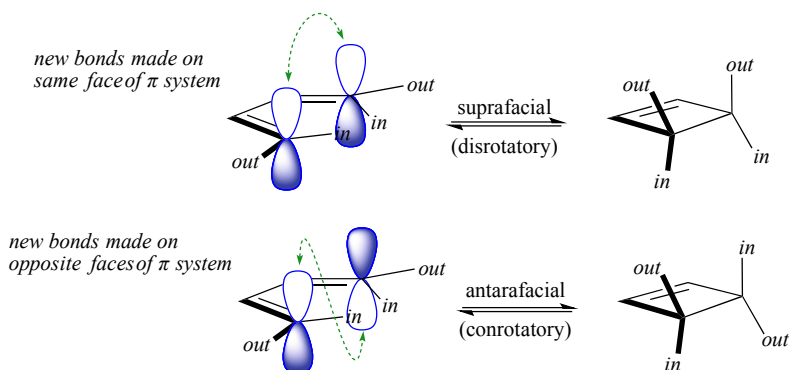 new bonds made on
same face of π system
out
in
in
out
suprafacial
(disrotatory)
out
out
in
in
new bonds made on
opposite faces of π system
out
in
in
out
antarafacial
(conrotatory)
in
out
out
in